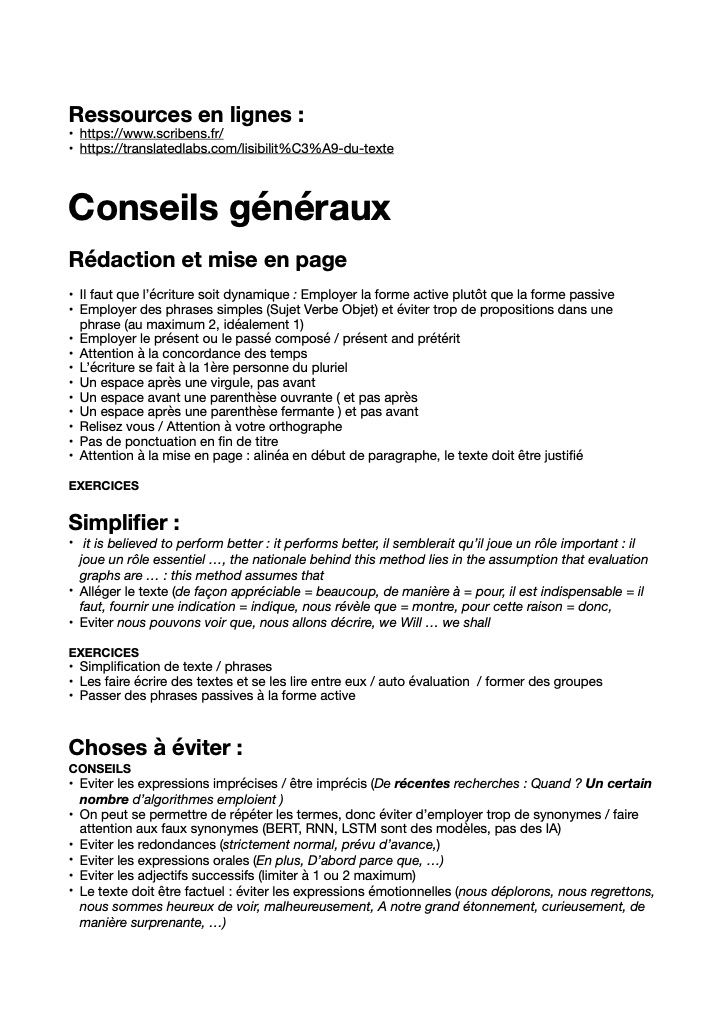 Ressources en lignes :
• https://www.scribens.fr/
• https://translatedlabs.com/lisibilit%C3%A9-du-texte
Conseils généraux
Rédaction et mise en page
• Il faut que l'écriture soit dynamique : Employer la forme active plutôt que la forme passive
• Employer des phrases simples (Sujet Verbe Objet) et éviter trop de propositions dans une
phrase (au maximum 2, idéalement 1)
• Employer le présent ou le passé composé / présent and prétérit
• Attention à la concordance des temps
• L'écriture se fait à la 1ère personne du pluriel
• Un espace après une virgule, pas avant
• Un espace avant une parenthèse ouvrante ( et pas après
• Un espace après une parenthèse fermante ) et pas avant
• Relisez vous / Attention à votre orthographe
• Pas de ponctuation en fin de titre
• Attention à la mise en page : alinéa en début de paragraphe, le texte doit être justifié
EXERCICES
Simplifier :
• it is believed to perform better : it performs better, il semblerait qu'il joue un rôle important : il
joue un rôle essentiel …, the nationale behind this method lies in the assumption that evaluation
graphs are … : this method assumes that
• Alléger le texte (de façon appréciable = beaucoup, de manière à = pour, il est indispensable = il
faut, fournir une indication = indique, nous révèle que = montre, pour cette raison = donc,
• Eviter nous pouvons voir que, nous allons décrire, we Will … we shall
EXERCICES
• Simplification de texte / phrases
• Les faire écrire des textes et se les lire entre eux / auto évaluation  / former des groupes
• Passer des phrases passives à la forme active
Choses à éviter :
CONSEILS
• Eviter les expressions imprécises / être imprécis (De récentes recherches : Quand ? Un certain
nombre d'algorithmes emploient )
• On peut se permettre de répéter les termes, donc éviter d'employer trop de synonymes / faire
attention aux faux synonymes (BERT, RNN, LSTM sont des modèles, pas des IA)
• Eviter les redondances (strictement normal, prévu d'avance,)
• Eviter les expressions orales (En plus, D'abord parce que, …)
• Eviter les adjectifs successifs (limiter à 1 ou 2 maximum)
• Le texte doit être factuel : éviter les expressions émotionnelles (nous déplorons, nous regrettons,
nous sommes heureux de voir, malheureusement, A notre grand étonnement, curieusement, de
manière surprenante, …)